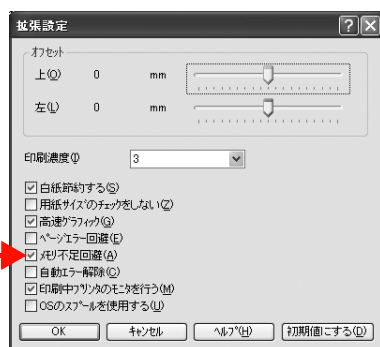 拡張設定
オフセット
上(O) 0 mm
左(L) 0 mm
印刷濃度(I) 3
白紙節約する(S)
用紙サイズのチェックをしない(Z)
高速グラフィック(G)
ページエラー回避(E)
メモリ不足回避(A)
自動エラー解除(C)
印刷中プリンタのモニタを行う(M)
OSのスプールを使用する(U)
OK キャンセル ヘルプ(H) 初期値にする(D)